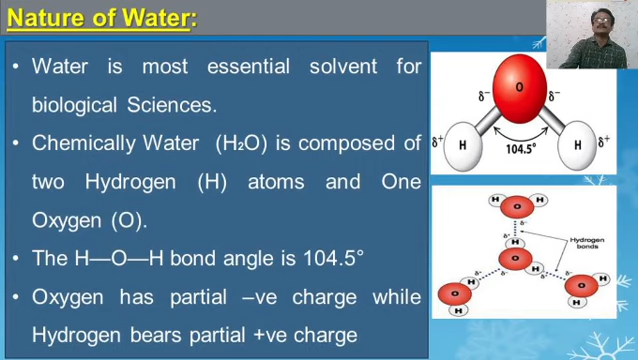 Nature of Water:
• Water is most essential solvent for
biological Sciences.
• Chemically Water (H₂O) is composed of
two Hydrogen (H) atoms and One
Oxygen (O).
• The H—O—H bond angle is 104.5°
• Oxygen has partial –ve charge while
Hydrogen bears partial +ve charge
O
δ⁻ δ⁻
δ⁺ H H δ⁺
104.5°
H O H
δ⁻
Hydrogen
bonds
δ⁺
H
O
δ⁺ δ⁻ H δ⁺ δ⁻
H H
O O
H H